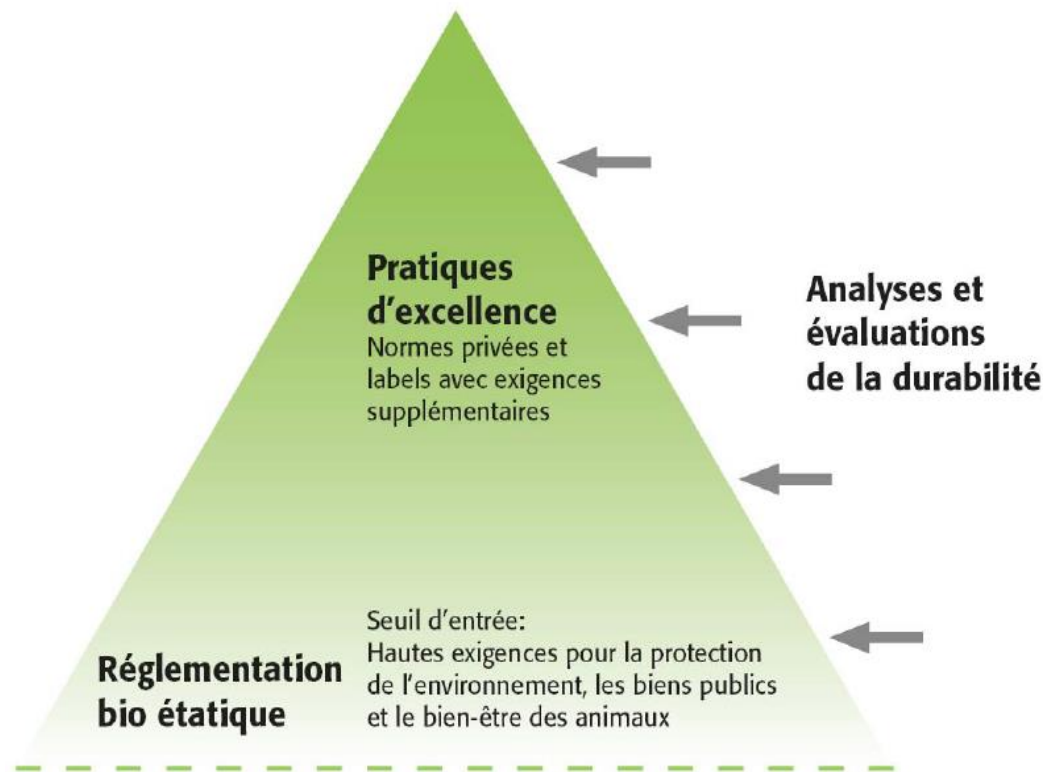 Pratiques
d'excellence
Normes privées et
labels avec exigences
supplémentaires
Analyses et
évaluations
de la durabilité
Réglementation
bio étatique
Seuil d'entrée:
Hautes exigences pour la protection
de l'environnement, les biens publics
et le bien-être des animaux